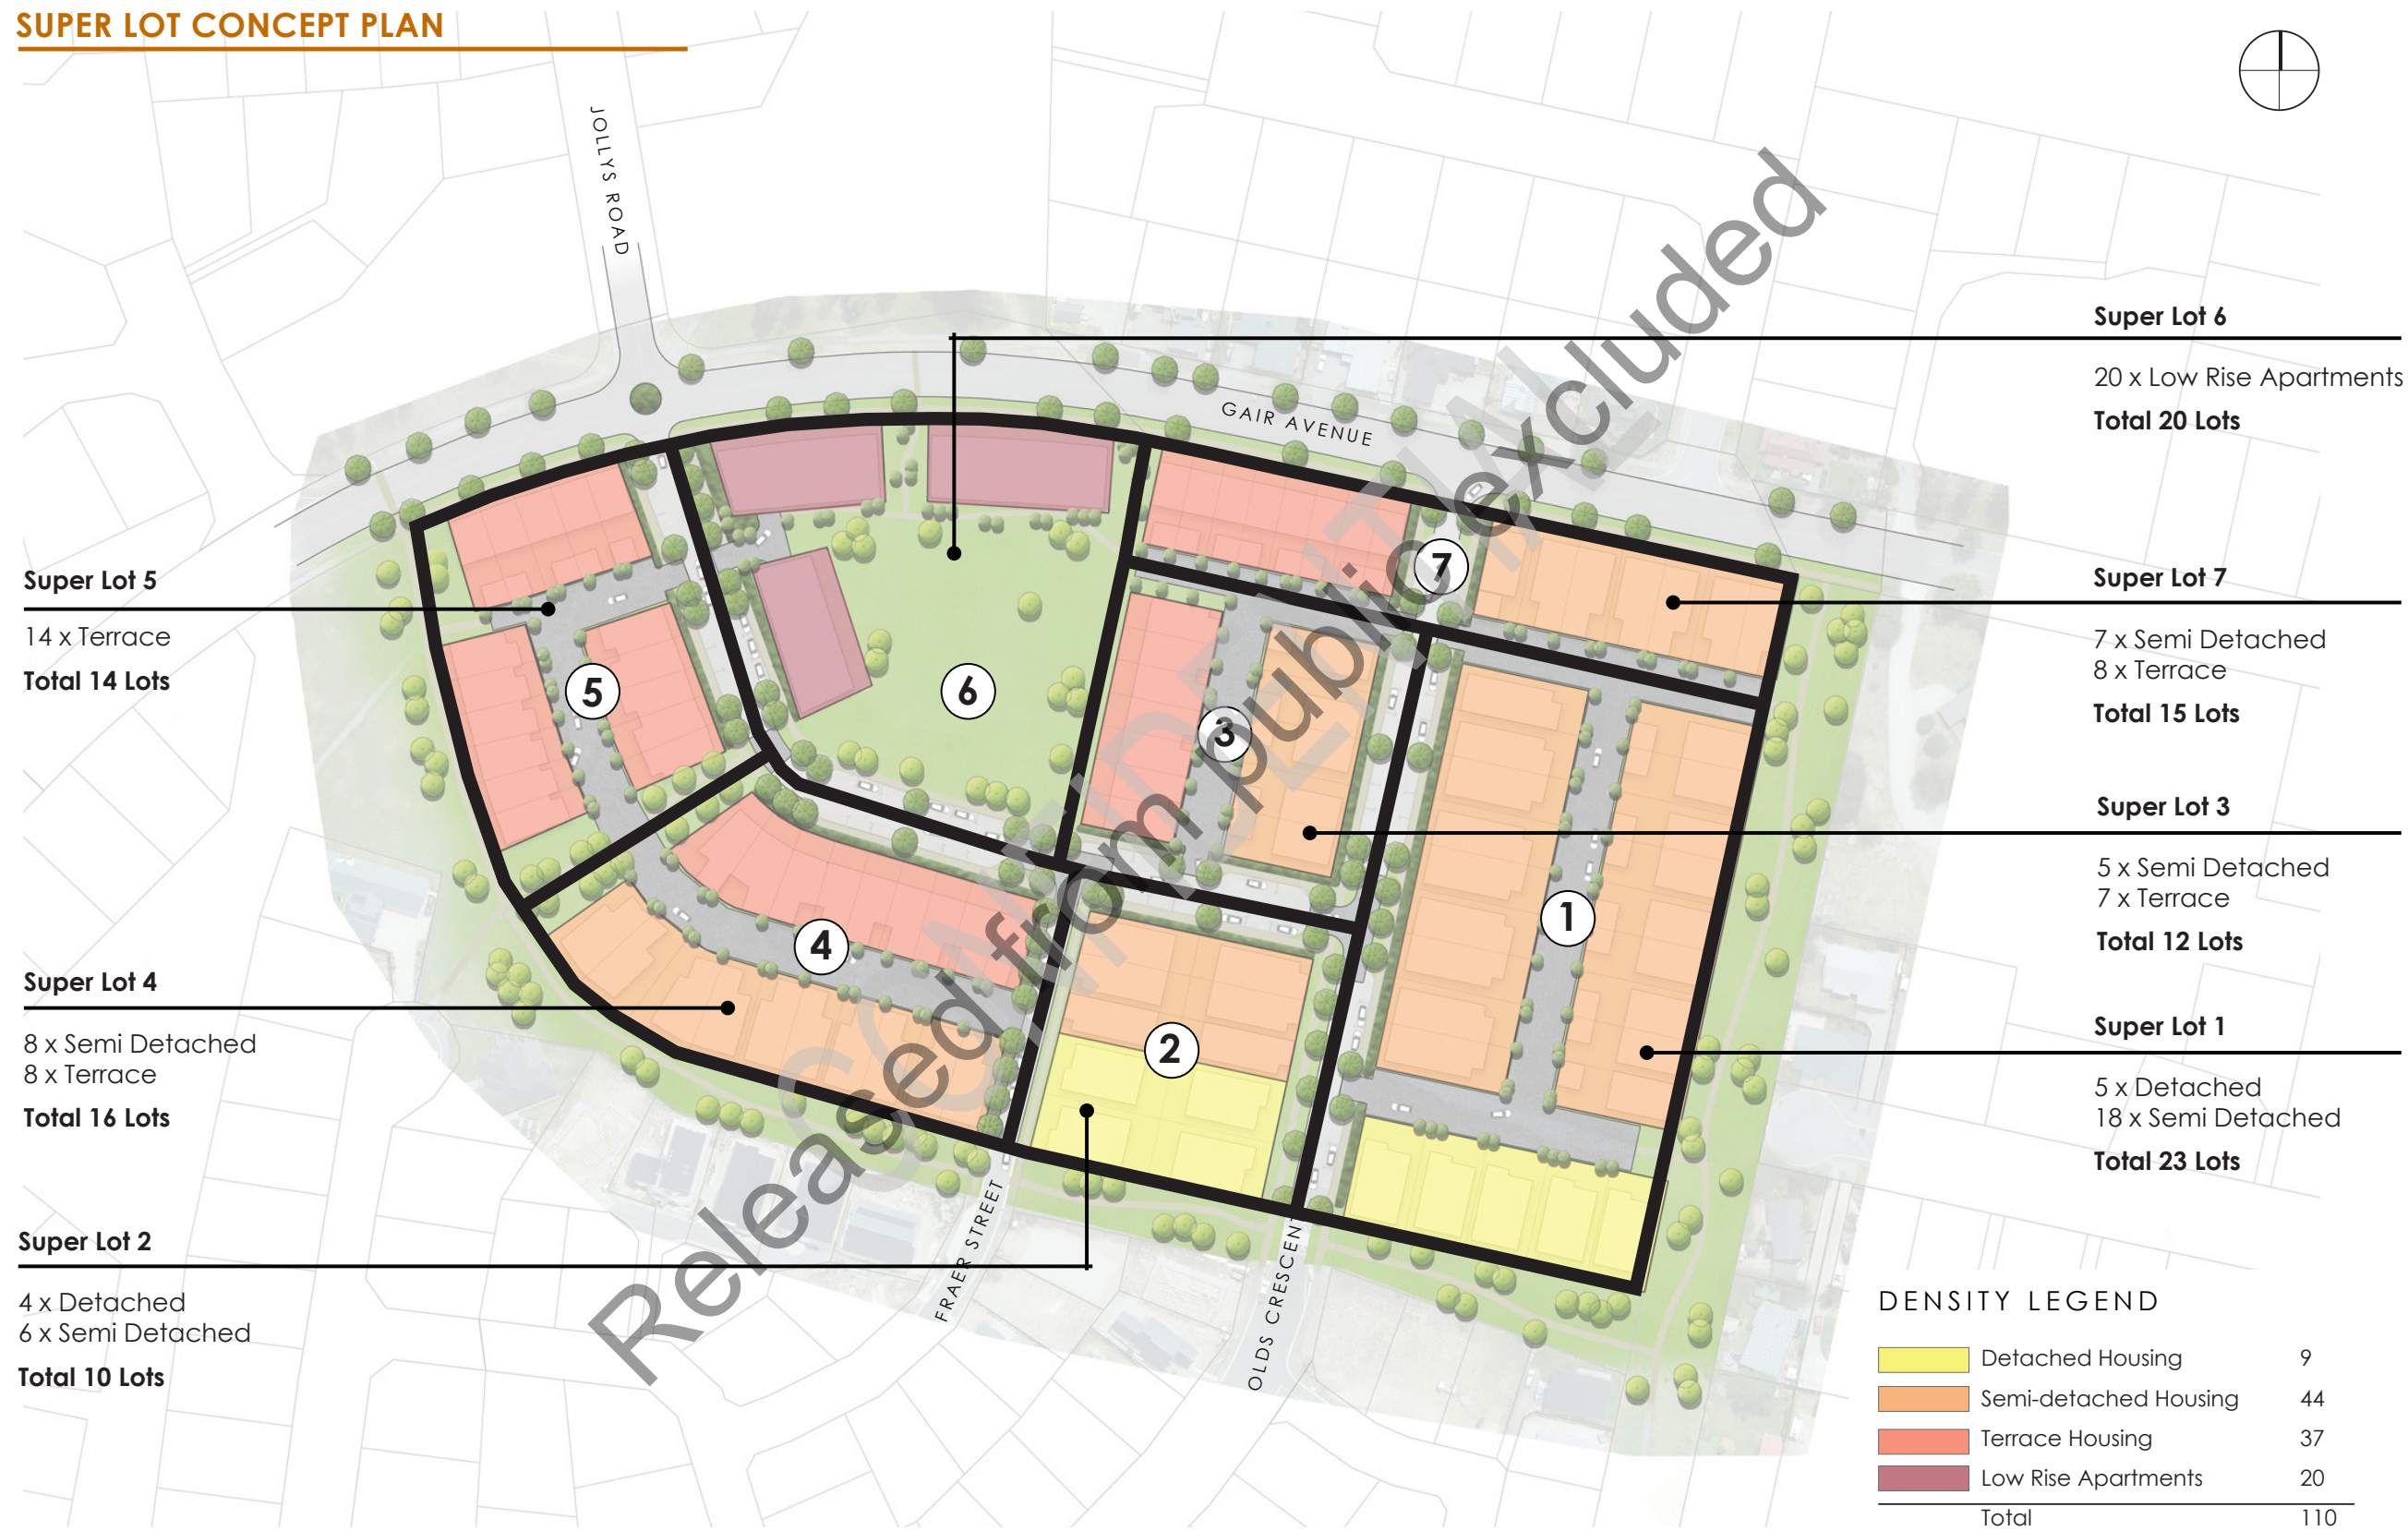 SUPER LOT CONCEPT PLAN
JOLLYS ROAD
GAIR AVENUE
Super Lot 6
20 x Low Rise Apartments
Total 20 Lots
Super Lot 5
14 x Terrace
Total 14 Lots
Super Lot 7
7 x Semi Detached
8 x Terrace
Total 15 Lots
5
6
7
3
1
4
2
Super Lot 3
5 x Semi Detached
7 x Terrace
Total 12 Lots
Super Lot 4
8 x Semi Detached
8 x Terrace
Total 16 Lots
Super Lot 1
5 x Detached
18 x Semi Detached
Total 23 Lots
Super Lot 2
4 x Detached
6 x Semi Detached
Total 10 Lots
FRAER STREET
OLDS CRESCENT
CONFIDENTIAL
Released from public excluded
DENSITY LEGEND
Detached Housing 9
Semi-detached Housing 44
Terrace Housing 37
Low Rise Apartments 20
Total 110